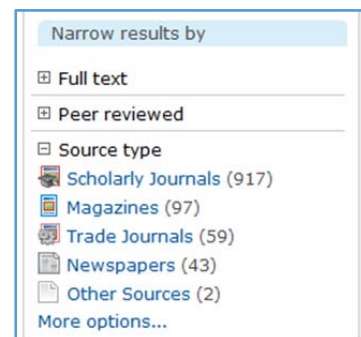 Narrow results by
Full text
Peer reviewed
Source type
Scholarly Journals (917)
Magazines (97)
Trade Journals (59)
Newspapers (43)
Other Sources (2)
More options...